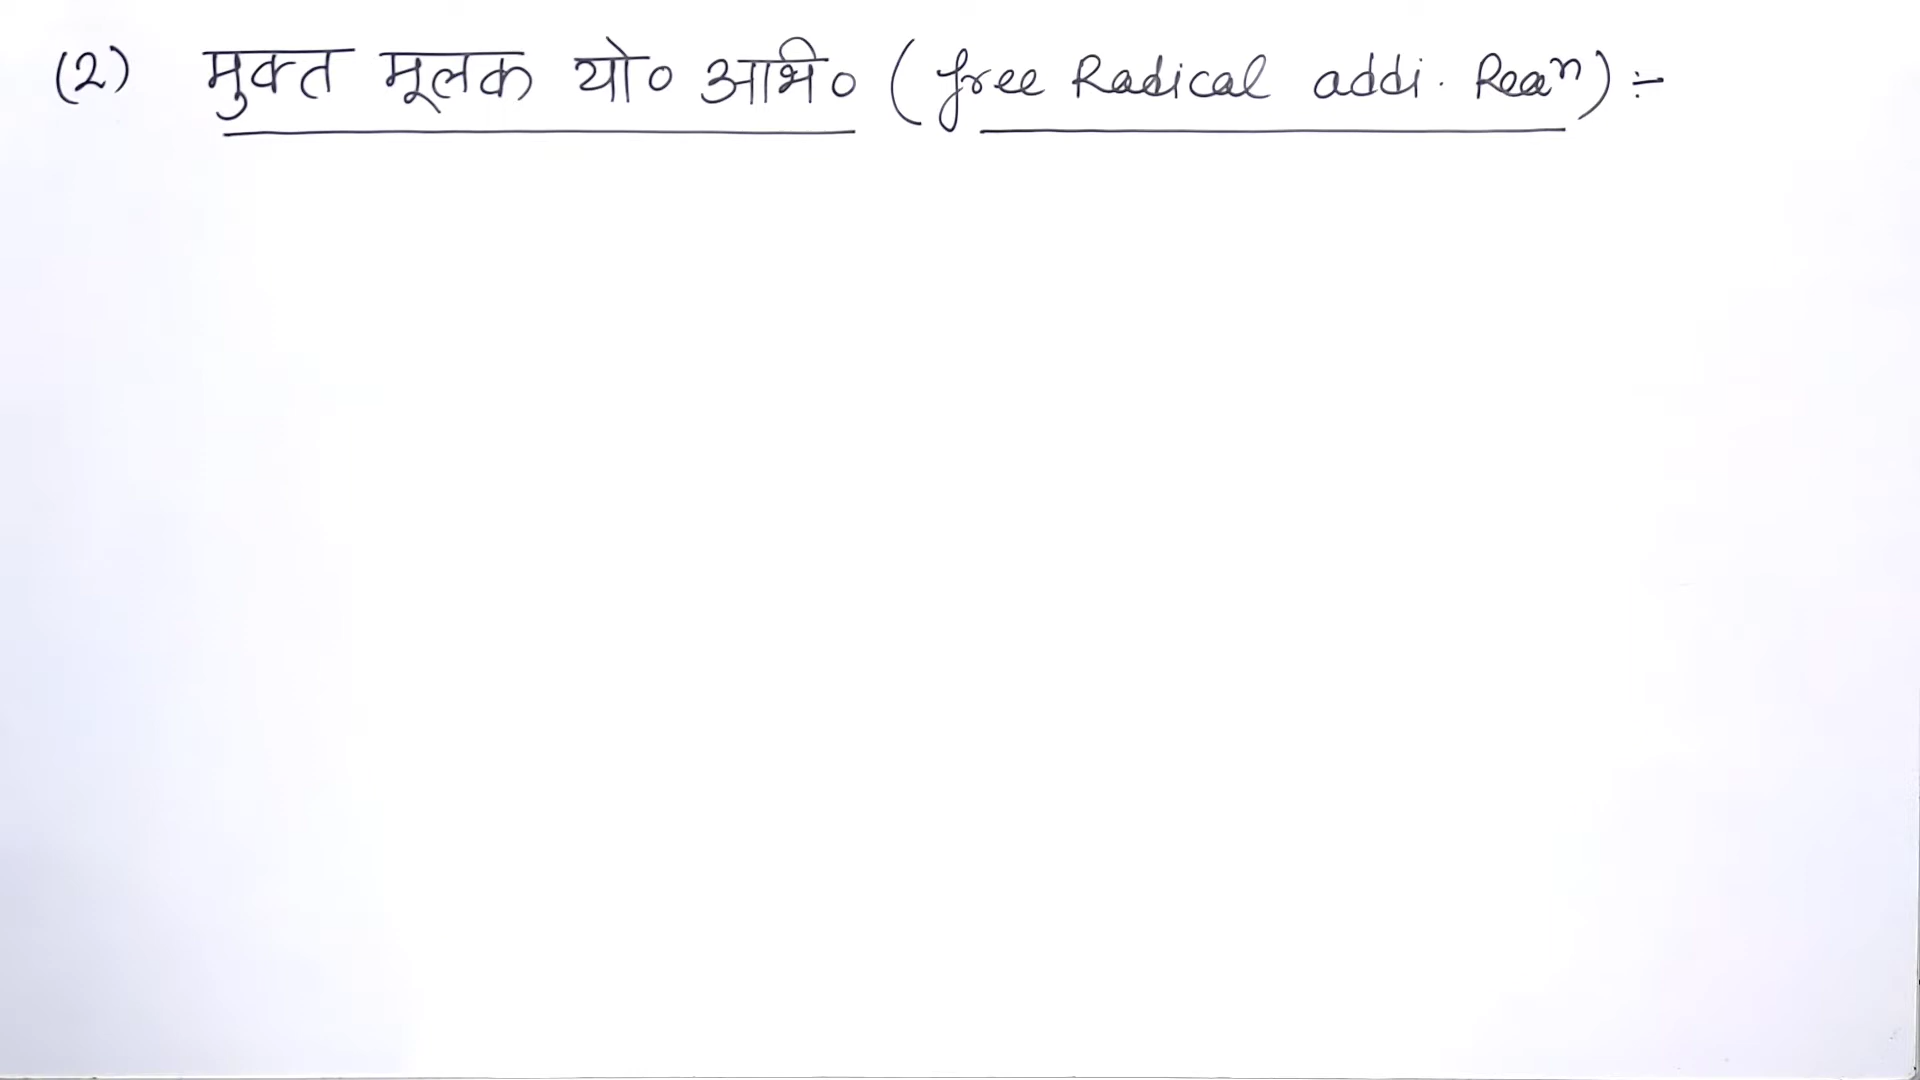 (2) मुक्त मूलक यो० अभि० (free Radical addi. Reaⁿ) :-